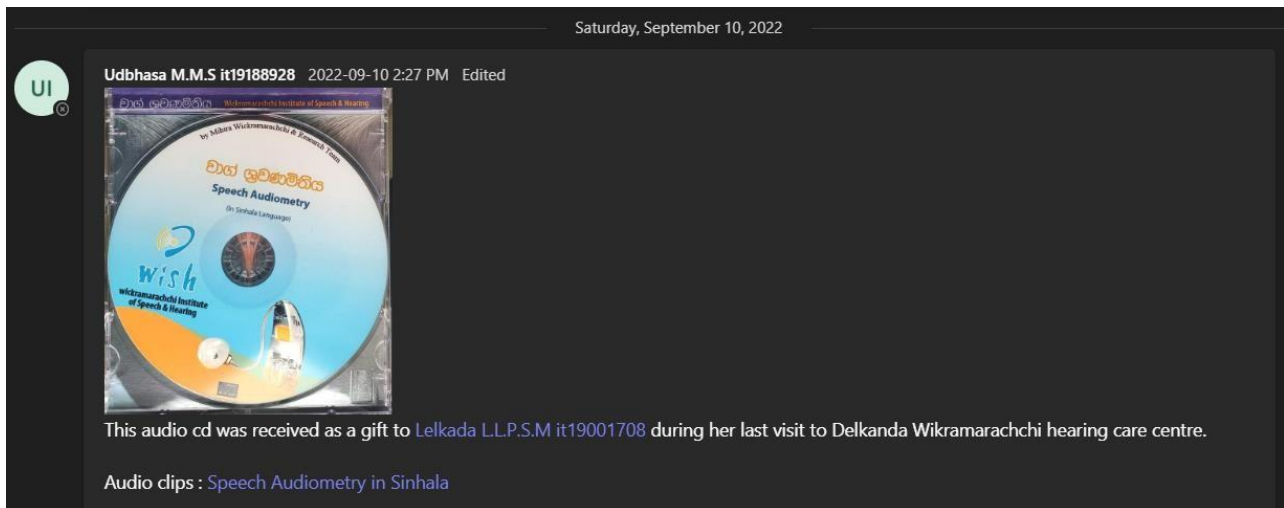 Saturday, September 10, 2022
UI
Udbhasa M.M.S it19188928 2022-09-10 2:27 PM Edited
වාග් ශ්‍රවණමිතිය Wickramarachchi Institute of Speech & Hearing
by Mihira Wickramarachchi & Research Team
වාග් ශ්‍රවණමිතිය
Speech Audiometry
(In Sinhala Language)
wish
wickramarachchi Institute
of Speech & Hearing
This audio cd was received as a gift to Lelkada L.L.P.S.M it19001708 during her last visit to Delkanda Wikramarachchi hearing care centre.
Audio clips : Speech Audiometry in Sinhala